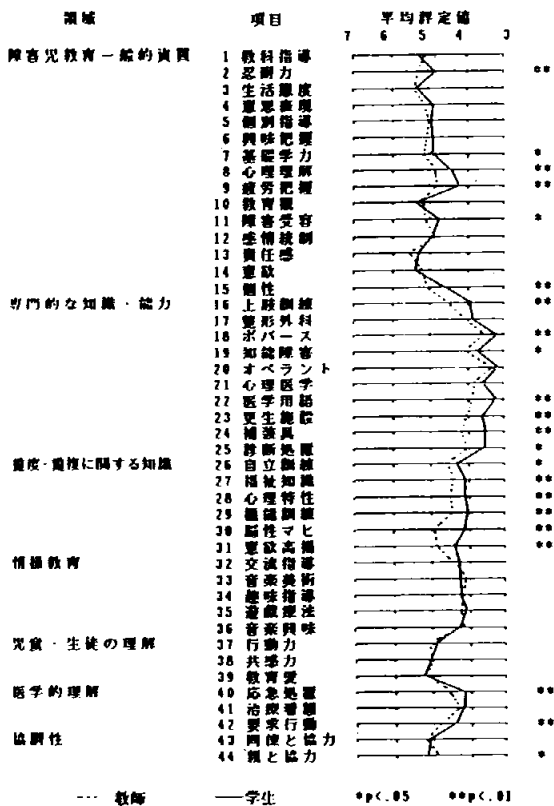 領域 項目 平均評定値
7 6 5 4 3
障害児教育一般的資質 1 教科指導
2 忍耐力 **
3 生活態度
4 意思表現
5 個別指導
6 興味把握
7 基礎学力 *
8 心理理解 **
9 疲労把握 **
10 教育観
11 障害受容 *
12 感情統制
13 責任感
14 意欲
15 個性 **
専門的な知識・能力 16 上肢訓練 **
17 整形外科
18 ボバース **
19 知能障害 *
20 オペラント
21 心理医学
22 医学用語 **
23 更生施設 **
24 補装具 **
25 診断処置 *
重度・重複に関する知識 26 自立訓練 *
27 福祉知識 **
28 心理特性 **
29 機能訓練 **
30 脳性マヒ **
31 意欲高揚 **
情操教育 32 交流指導
33 音楽美術
34 趣味指導
35 遊戯療法
36 音楽興味
児童・生徒の理解 37 行動力
38 共感力
39 教育愛
医学的理解 40 応急処置 **
41 治療看護
42 要求行動 **
協調性 43 同僚と協力
44 親と協力 *
--- 教師 ——学生 *p<.05 **p<.01